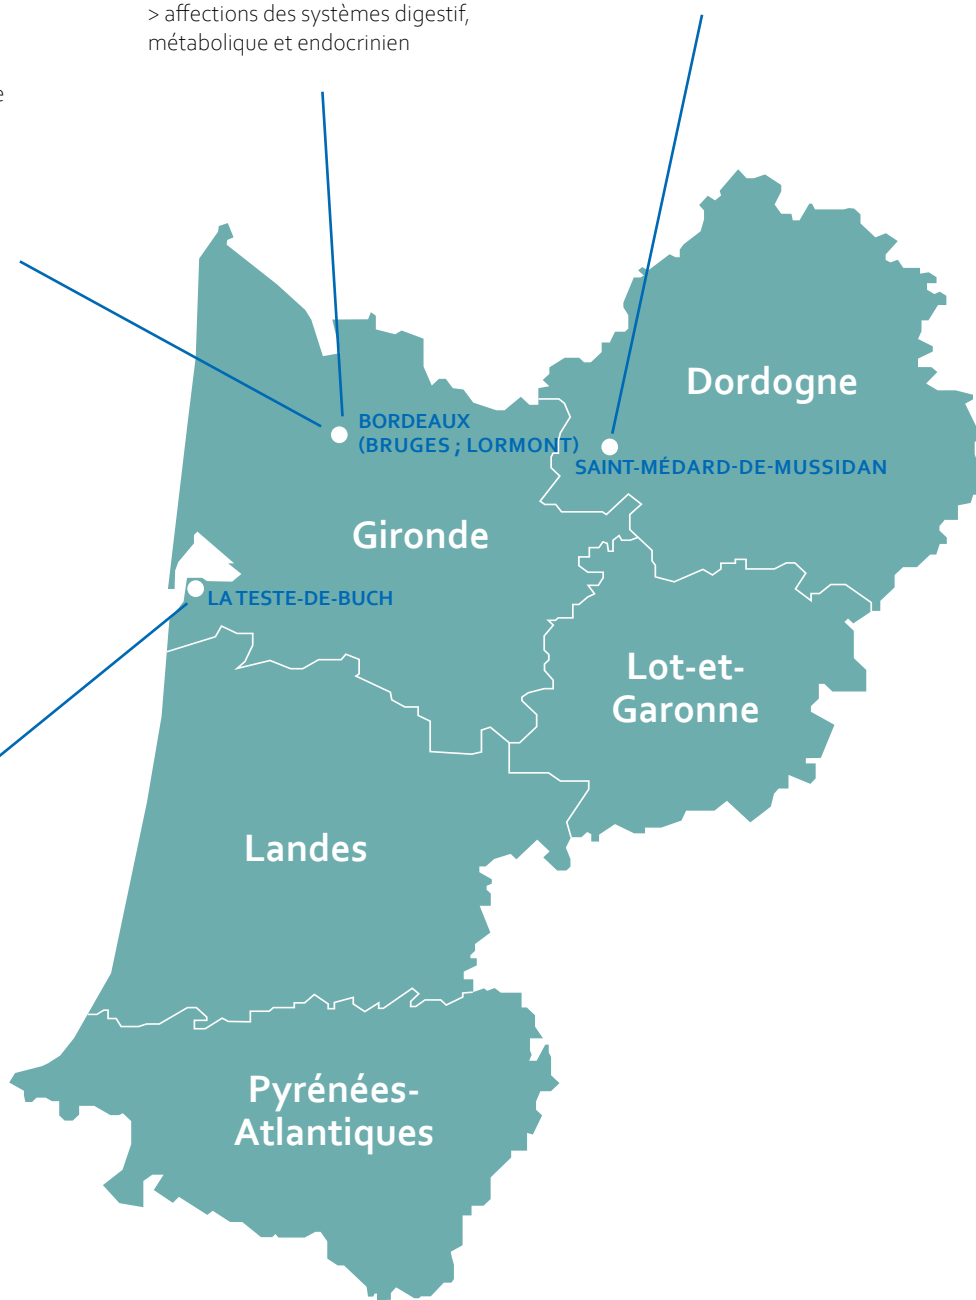 > affections des systèmes digestif,
métabolique et endocrinien
e
Dordogne
BORDEAUX
(BRUGES ; LORMONT)
SAINT-MÉDARD-DE-MUSSIDAN
Gironde
LA TESTE-DE-BUCH
Lot-et-
Garonne
Landes
Pyrénées-
Atlantiques